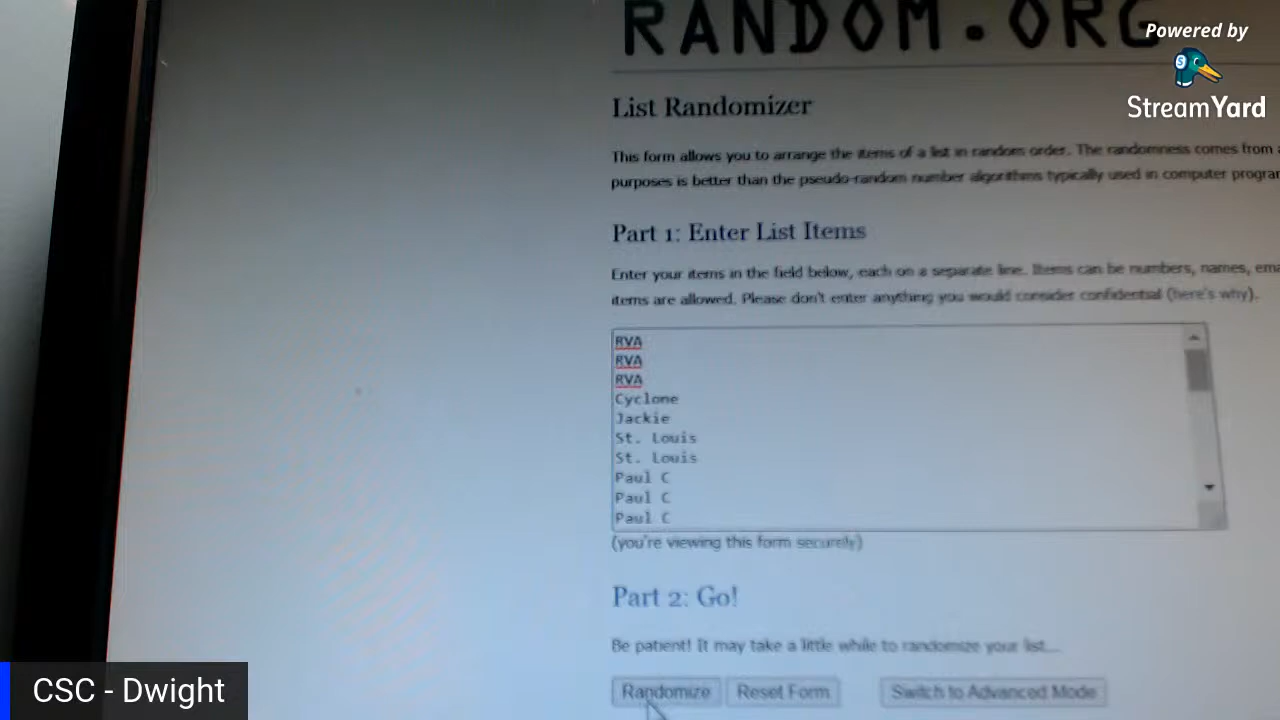 RANDOM.ORG
Powered by
StreamYard
List Randomizer
This form allows you to arrange the items of a list in random order. The randomness comes from
purposes is better than the pseudo-random number algorithms typically used in computer
Part 1: Enter List Items
Enter your items in the field below, each on a separate line. Items can be numbers, names,
items are allowed. Please don't enter anything you would consider confidential (here's why).
RVA
RVA
RVA
Cyclone
Jackie
St. Louis
St. Louis
Paul C
Paul C
Paul C
(you're viewing this form securely)
Part 2: Go!
Be patient! It may take a little while to randomize your list...
Randomize Reset Form Switch to Advanced Mode
CSC - Dwight